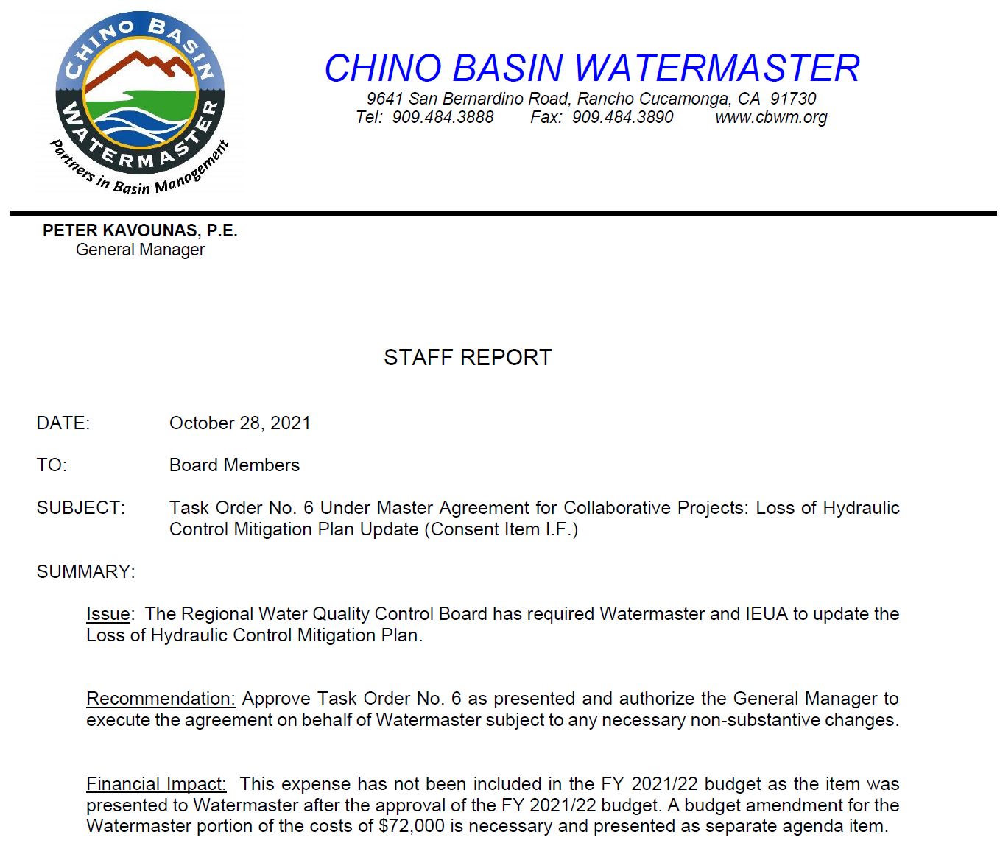 CHINO BASIN
WATERMASTER
Partners in Basin Management
CHINO BASIN WATERMASTER
9641 San Bernardino Road, Rancho Cucamonga, CA 91730
Tel: 909.484.3888 Fax: 909.484.3890 www.cbwm.org
PETER KAVOUNAS, P.E.
General Manager
STAFF REPORT
DATE: October 28, 2021
TO: Board Members
SUBJECT: Task Order No. 6 Under Master Agreement for Collaborative Projects: Loss of Hydraulic
Control Mitigation Plan Update (Consent Item I.F.)
SUMMARY:
Issue: The Regional Water Quality Control Board has required Watermaster and IEUA to update the
Loss of Hydraulic Control Mitigation Plan.
Recommendation: Approve Task Order No. 6 as presented and authorize the General Manager to
execute the agreement on behalf of Watermaster subject to any necessary non-substantive changes.
Financial Impact: This expense has not been included in the FY 2021/22 budget as the item was
presented to Watermaster after the approval of the FY 2021/22 budget. A budget amendment for the
Watermaster portion of the costs of $72,000 is necessary and presented as separate agenda item.